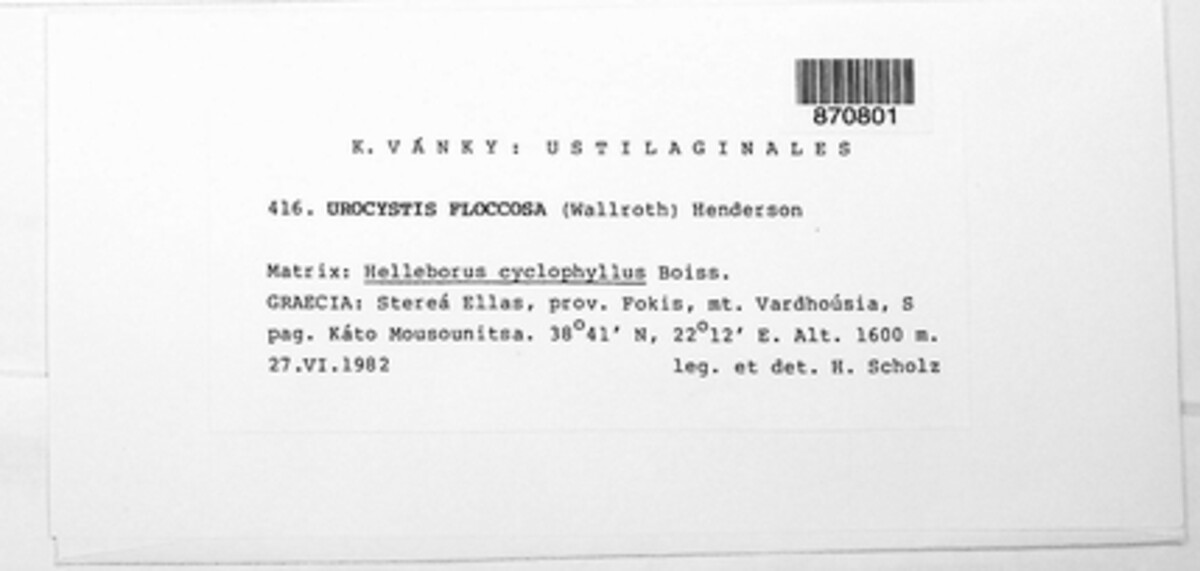 870801
K. VÁNKY: USTILAGINALES
416. UROCYSTIS FLOCCOSA (Wallroth) Henderson
Matrix: Helleborus cyclophyllus Boiss.
GRAECIA: Stereá Ellas, prov. Fokis, mt. Vardhoúsia, S
pag. Káto Mousounitsa. 38°41′ N, 22°12′ E. Alt. 1600 m.
27.VI.1982 leg. et det. H. Scholz